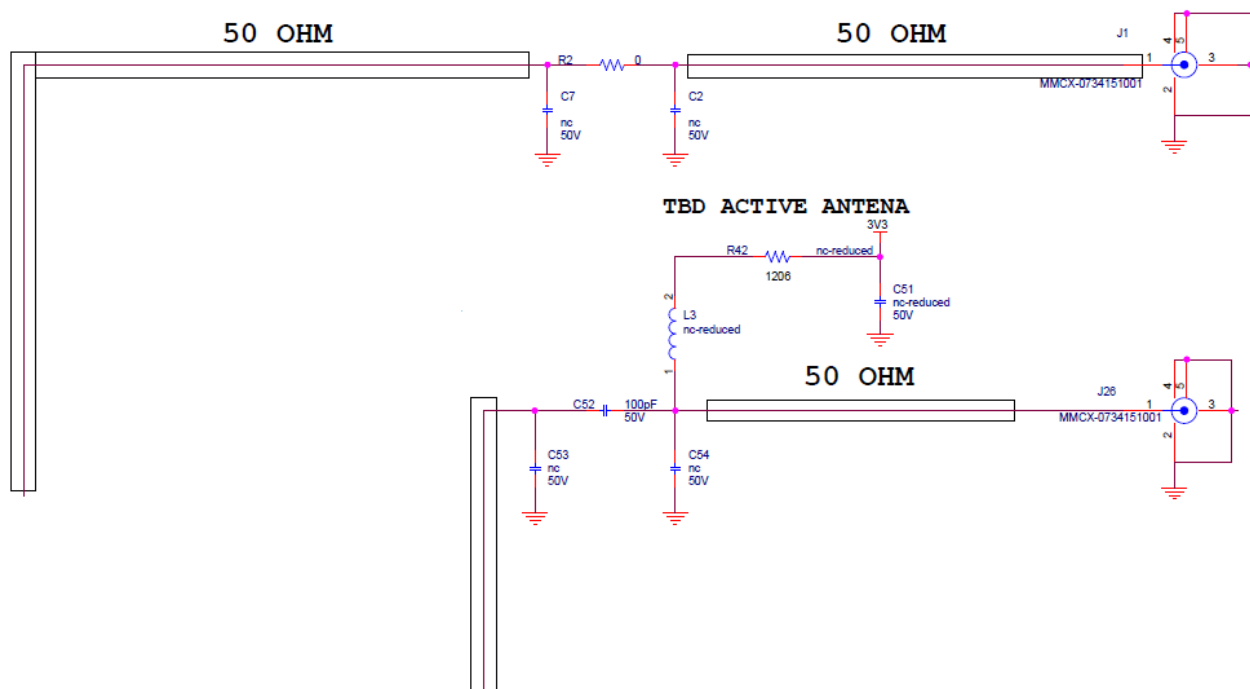 50 OHM
50 OHM
J1
R2
0
4
5
1
3
MMCX-0734151001
2
C7
nc
50V
C2
nc
50V
TBD ACTIVE ANTENA
3V3
R42
nc-reduced
1206
C51
nc-reduced
50V
2
L3
nc-reduced
1
50 OHM
J26
4
5
1
3
MMCX-0734151001
2
C52
100pF
50V
C53
nc
50V
C54
nc
50V